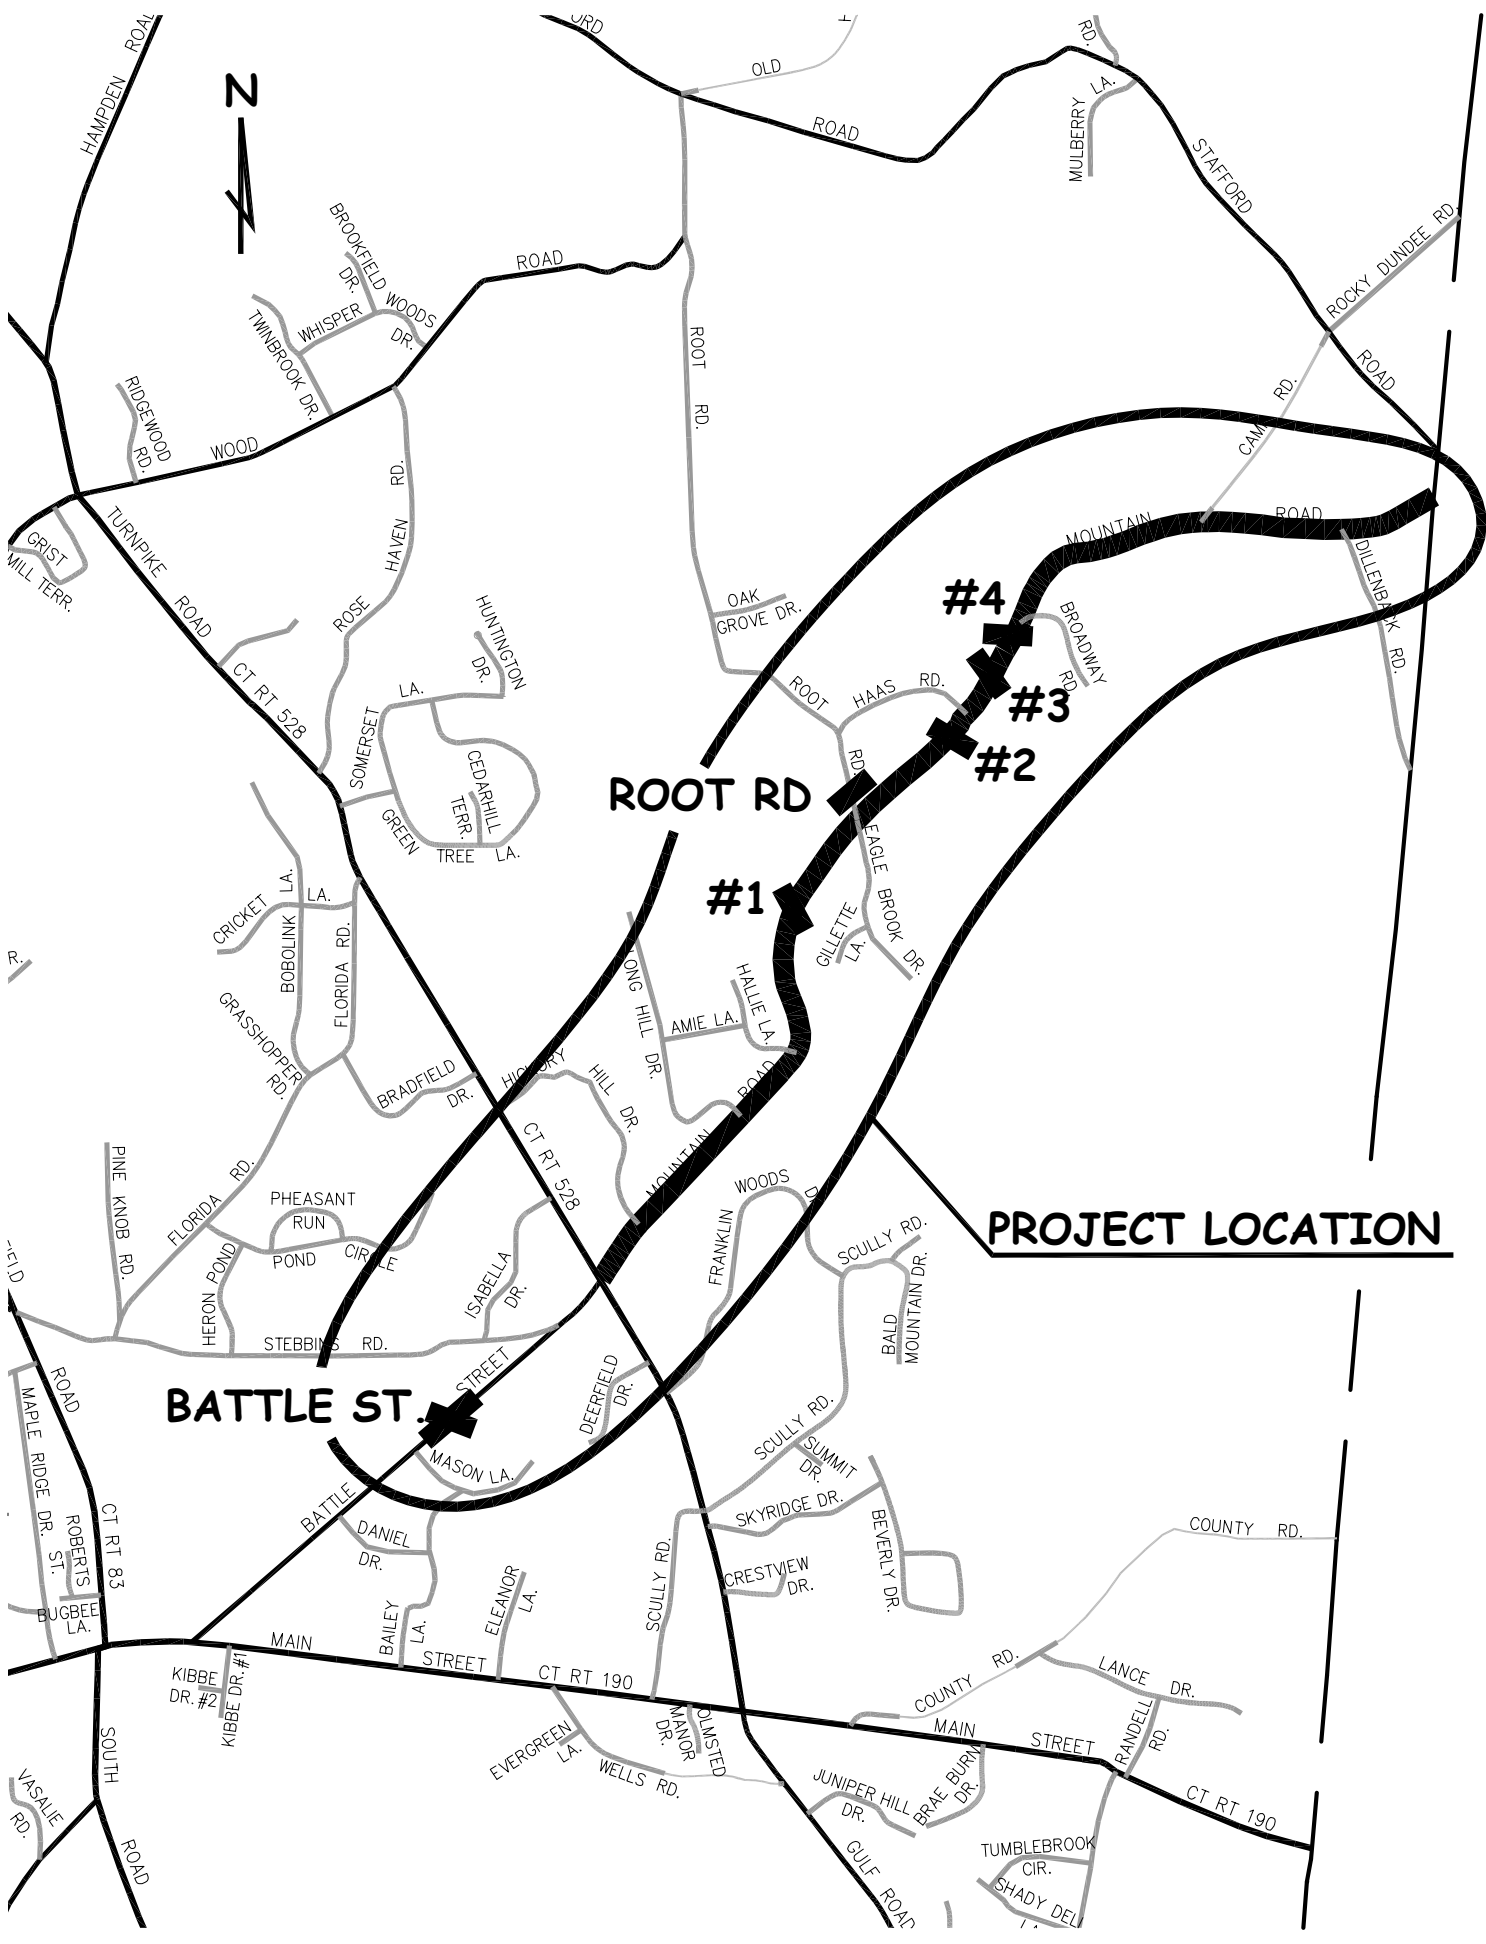 HAMPDEN ROAD
N
OLD
ROAD
RD.
MULBERRY LA.
STAFFORD
ROCKY DUNDEE RD.
ROAD
BROOKFIELD WOODS
DR.
DR.
WHISPER
TWINBROOK DR.
ROAD
ROOT RD.
RIDGEWOOD
RD.
WOOD
RD.
HAVEN
ROSE
GRIST
MILL TERR.
TURNPIKE
ROAD
CT RT 528
RD.
MOUNTAIN
ROAD
DILLENBACK RD.
OAK
GROVE DR.
#4
BROADWAY
RD.
HUNTINGTON
DR.
LA.
SOMERSET
CEDARHILL
TERR.
GREEN
TREE LA.
ROOT
HAAS RD.
#3
#2
RD.
ROOT RD
EAGLE BROOK DR.
#1
GILLETTE
LA.
CRICKET
LA.
BOBOLINK LA.
FLORIDA RD.
R.
GRASSHOPPER
RD.
HILL DR.
HALLIE LA.
AMIE LA.
BRADFIELD
DR.
HICKORY
HILL DR.
ROAD
MOUNTAIN
CT RT 528
PINE KNOB RD.
FLORIDA RD.
PHEASANT
RUN
POND
CIRCLE
HERON POND
STEBBINS RD.
ISABELLA
DR.
FRANKLIN
WOODS
SCULLY RD.
BALD
MOUNTAIN DR.
PROJECT LOCATION
ROAD
BATTLE ST.
STREET
DEERFIELD
DR.
MASON LA.
SCULLY RD.
SUMMIT
DR.
SKYRIDGE DR.
BEVERLY DR.
MAPLE RIDGE DR.
CT RT 83
ROBERTS
ST.
BUGBEE
LA.
BATTLE
DANIEL
DR.
BAILEY
LA.
ELEANOR
LA.
SCULLY RD.
CRESTVIEW
DR.
COUNTY RD.
MAIN
STREET
CT RT 190
KIBBE
DR. #2
KIBBE DR. #1
EVERGREEN
LA.
WELLS RD.
OLMSTED
MANOR
DR.
COUNTY RD.
LANCE DR.
MAIN
STREET
RANDELL
RD.
CT RT 190
SOUTH
ROAD
VASALIE
RD.
JUNIPER HILL
DR.
BRAE BURN
DR.
GULF ROAD
TUMBLEBROOK
CIR.
SHADY DELL